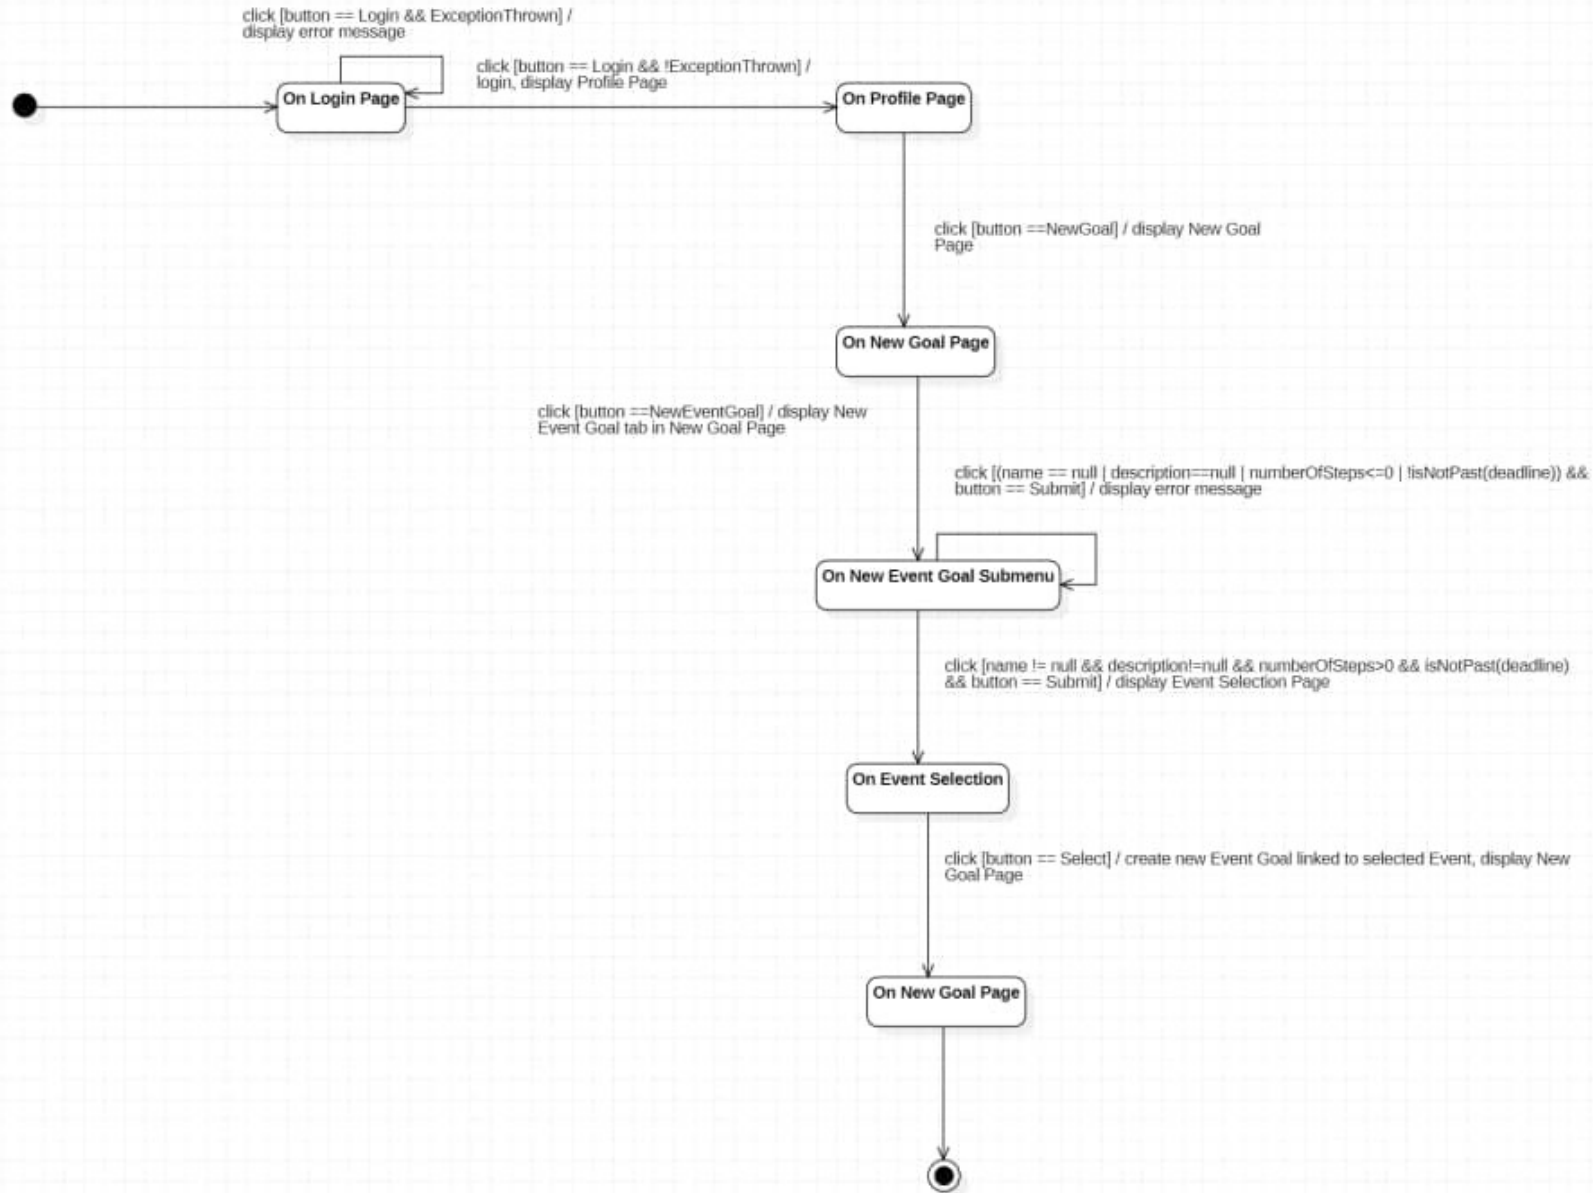 click [button == Login && ExceptionThrown] /
display error message
click [button == Login && !ExceptionThrown] /
login, display Profile Page
On Login Page
On Profile Page
click [button ==NewGoal] / display New Goal
Page
On New Goal Page
click [button ==NewEventGoal] / display New
Event Goal tab in New Goal Page
click [(name == null | description==null | numberOfSteps<=0 | !isNotPast(deadline)) &&
button == Submit] / display error message
On New Event Goal Submenu
click [name != null && description!=null && numberOfSteps>0 && isNotPast(deadline)
&& button == Submit] / display Event Selection Page
On Event Selection
click [button == Select] / create new Event Goal linked to selected Event, display New
Goal Page
On New Goal Page